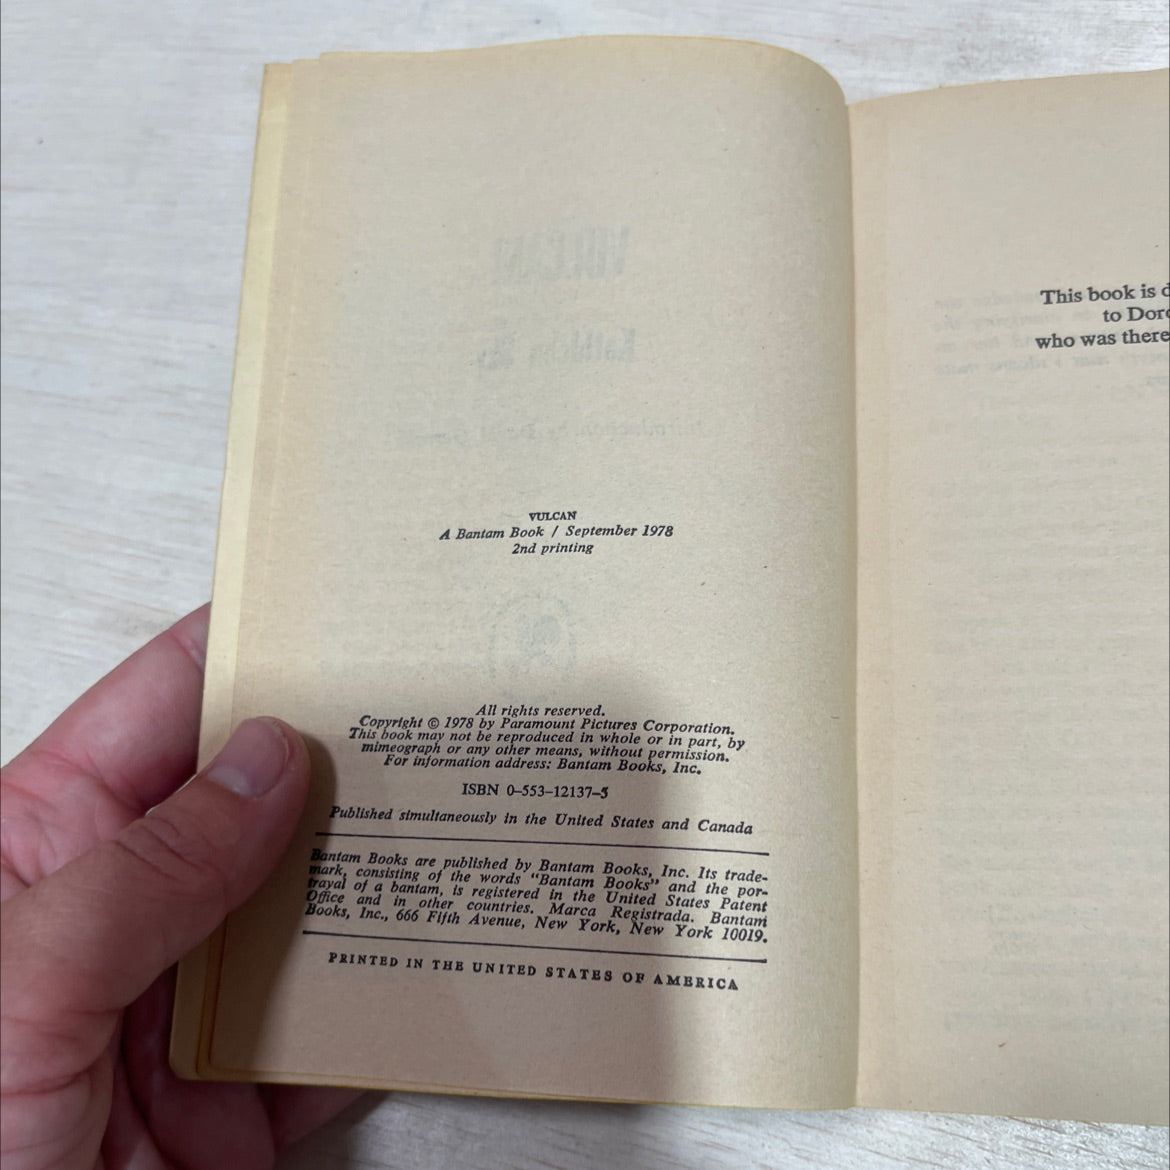 VULCAN
A Bantam Book / September 1978
2nd printing
All rights reserved.
Copyright © 1978 by Paramount Pictures Corporation.
This book may not be reproduced in whole or in part, by
mimeograph or any other means, without permission.
For information address: Bantam Books, Inc.
ISBN 0-553-12137-5
Published simultaneously in the United States and Canada
Bantam Books are published by Bantam Books, Inc. Its trade-
mark, consisting of the words "Bantam Books" and the por-
trayal of a bantam, is registered in the United States Patent
Office and in other countries. Marca Registrada. Bantam
Books, Inc., 666 Fifth Avenue, New York, New York 10019.
PRINTED IN THE UNITED STATES OF AMERICA
This book is d
to Doro
who was there